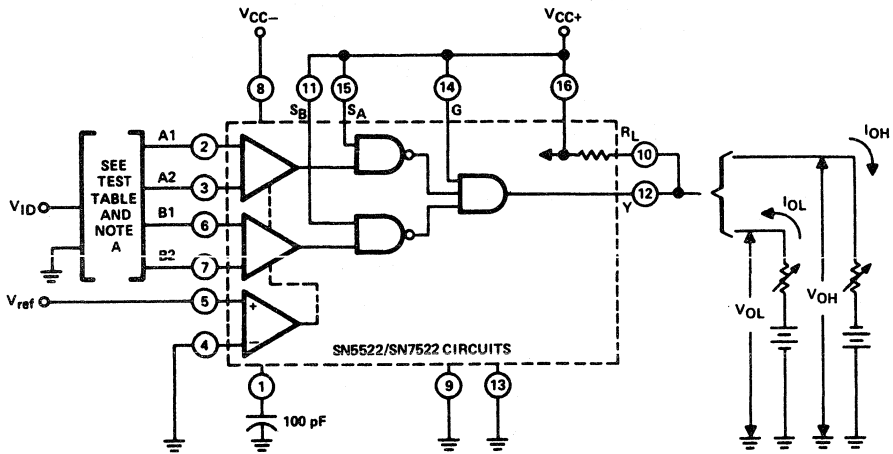 VCC−
VCC+
8
11
15
14
16
SB
SA
G
RL
IOH
A1
2
10
SEE
TEST
TABLE
AND
NOTE
A
A2
3
12
Y
VID
B1
6
IOL
B2
7
Vref
5
+
VOL
VOH
4
−
SN5522/SN7522 CIRCUITS
1
9
13
100 pF